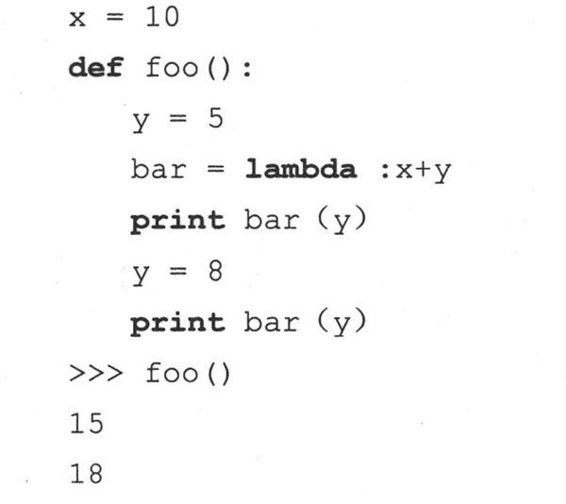 x = 10
def foo():
    y = 5
    bar = lambda :x+y
    print bar (y)
    y = 8
    print bar (y)
>>> foo()
15
18